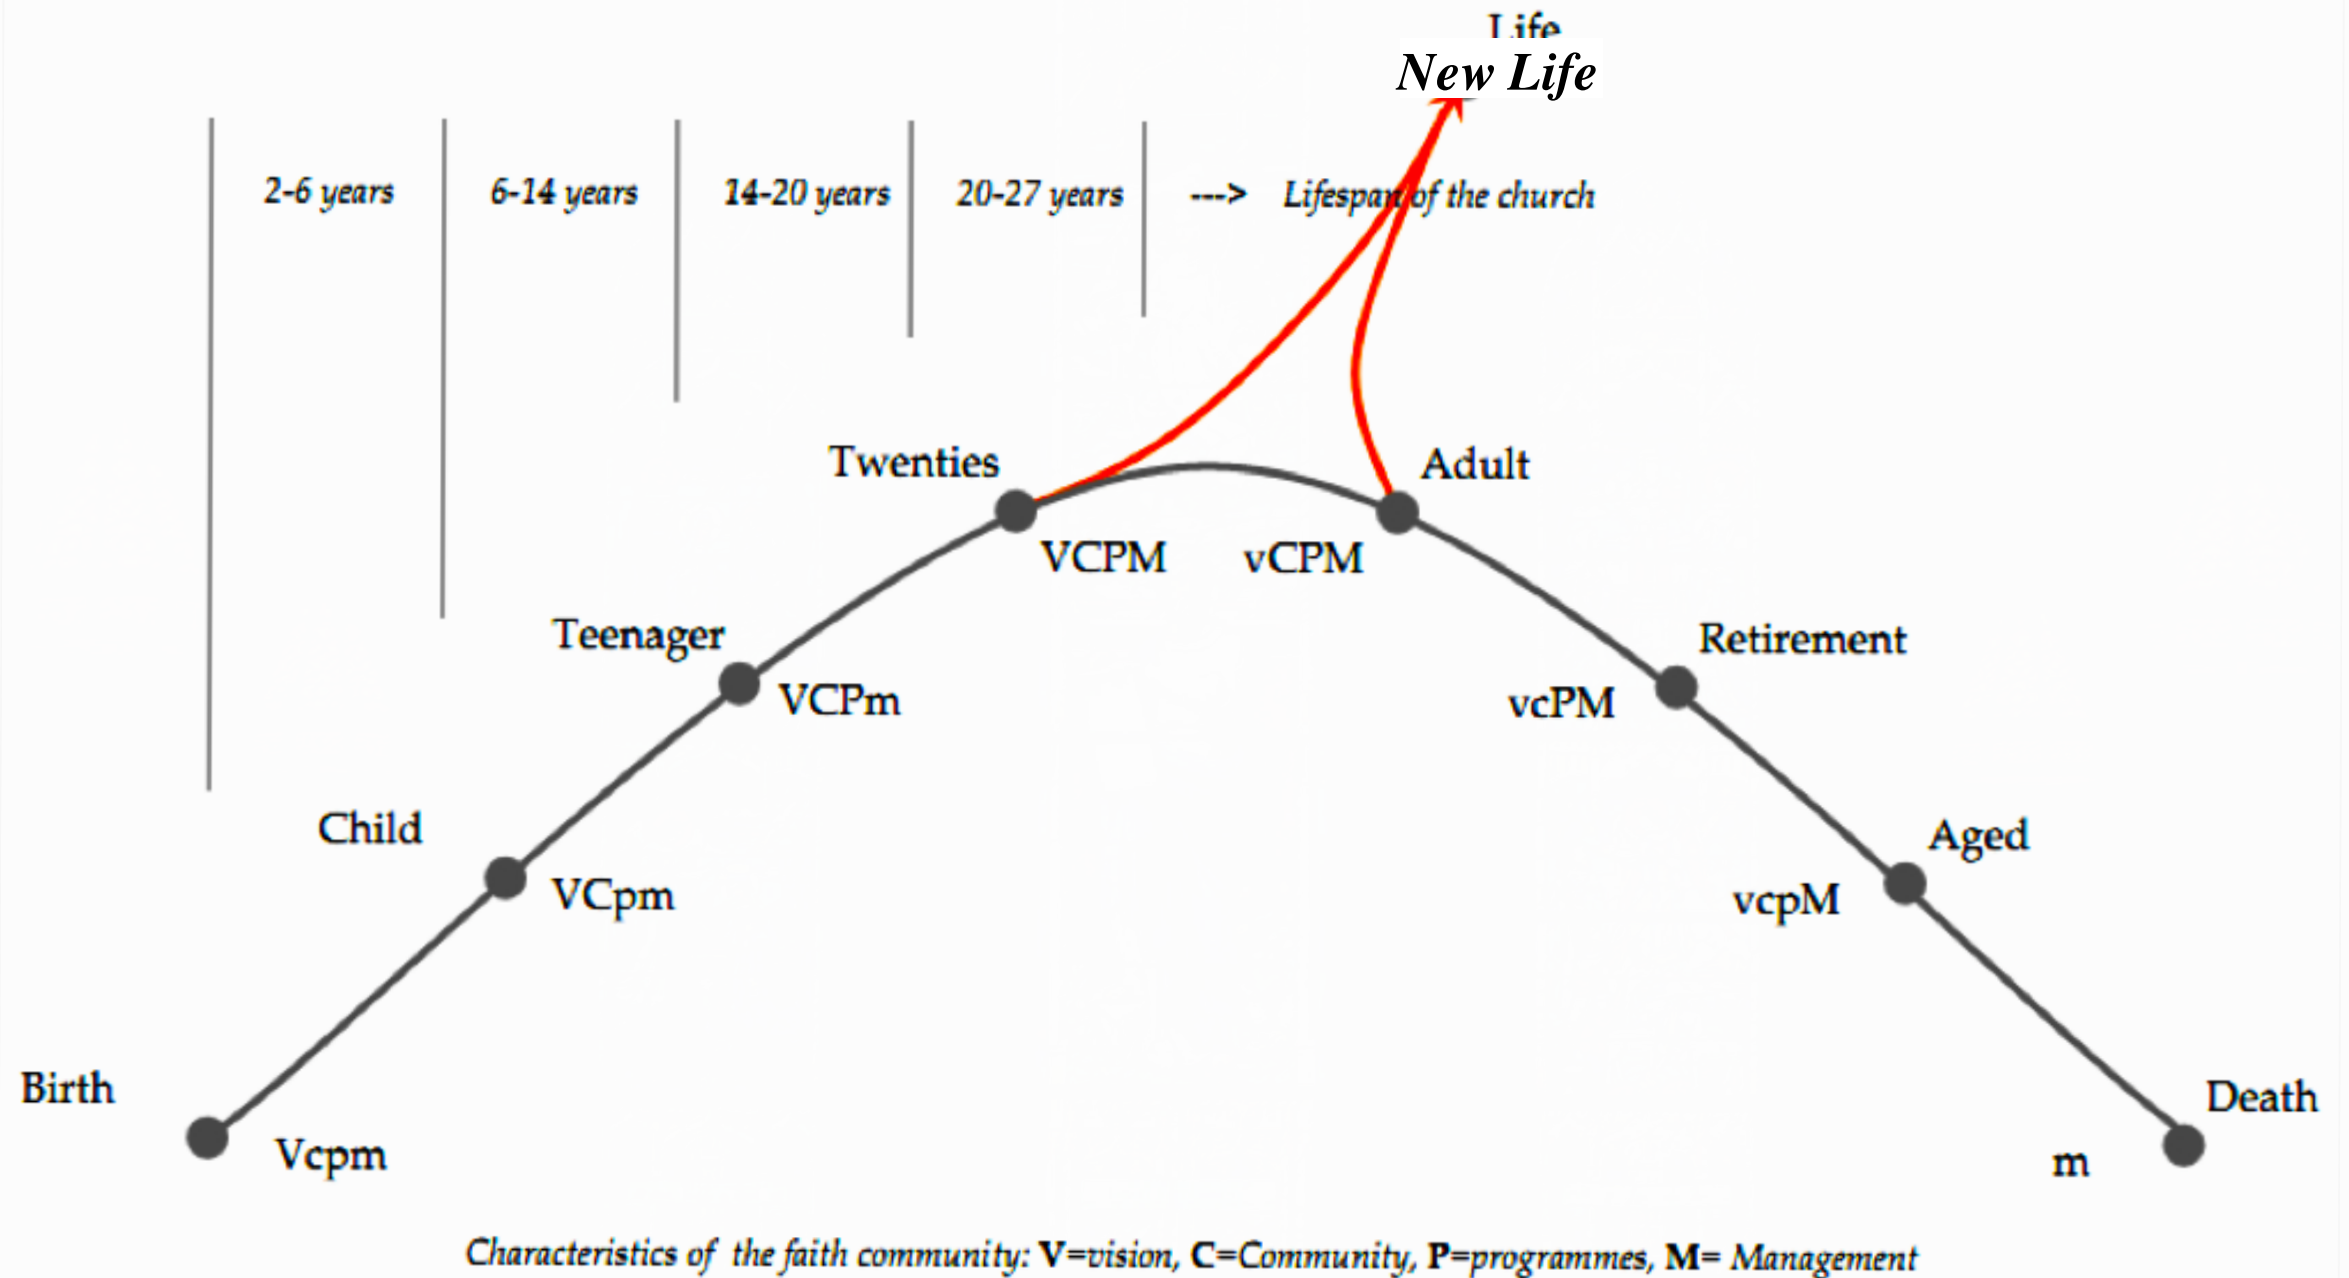 Life
New Life
2-6 years
6-14 years
14-20 years
20-27 years
---> Lifespan of the church
Twenties
Adult
VCPM
vCPM
Teenager
Retirement
VCPm
vcPM
Child
Aged
VCpm
vcpM
Birth
Death
Vcpm
m
Characteristics of the faith community: V=vision, C=Community, P=programmes, M= Management